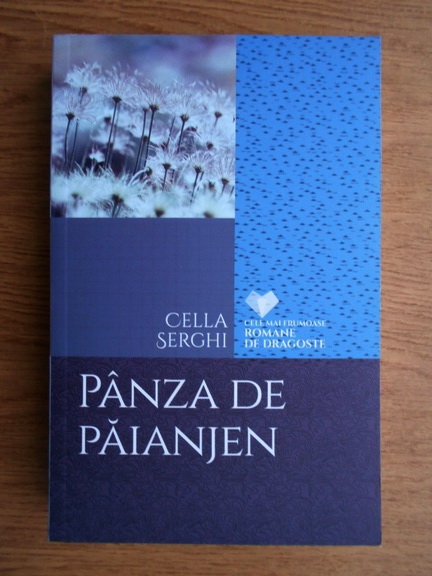 CELLA
SERGHI
CELE MAI FRUMOASE
ROMANE
DE DRAGOSTE
PÂNZA DE
PĂIANJEN